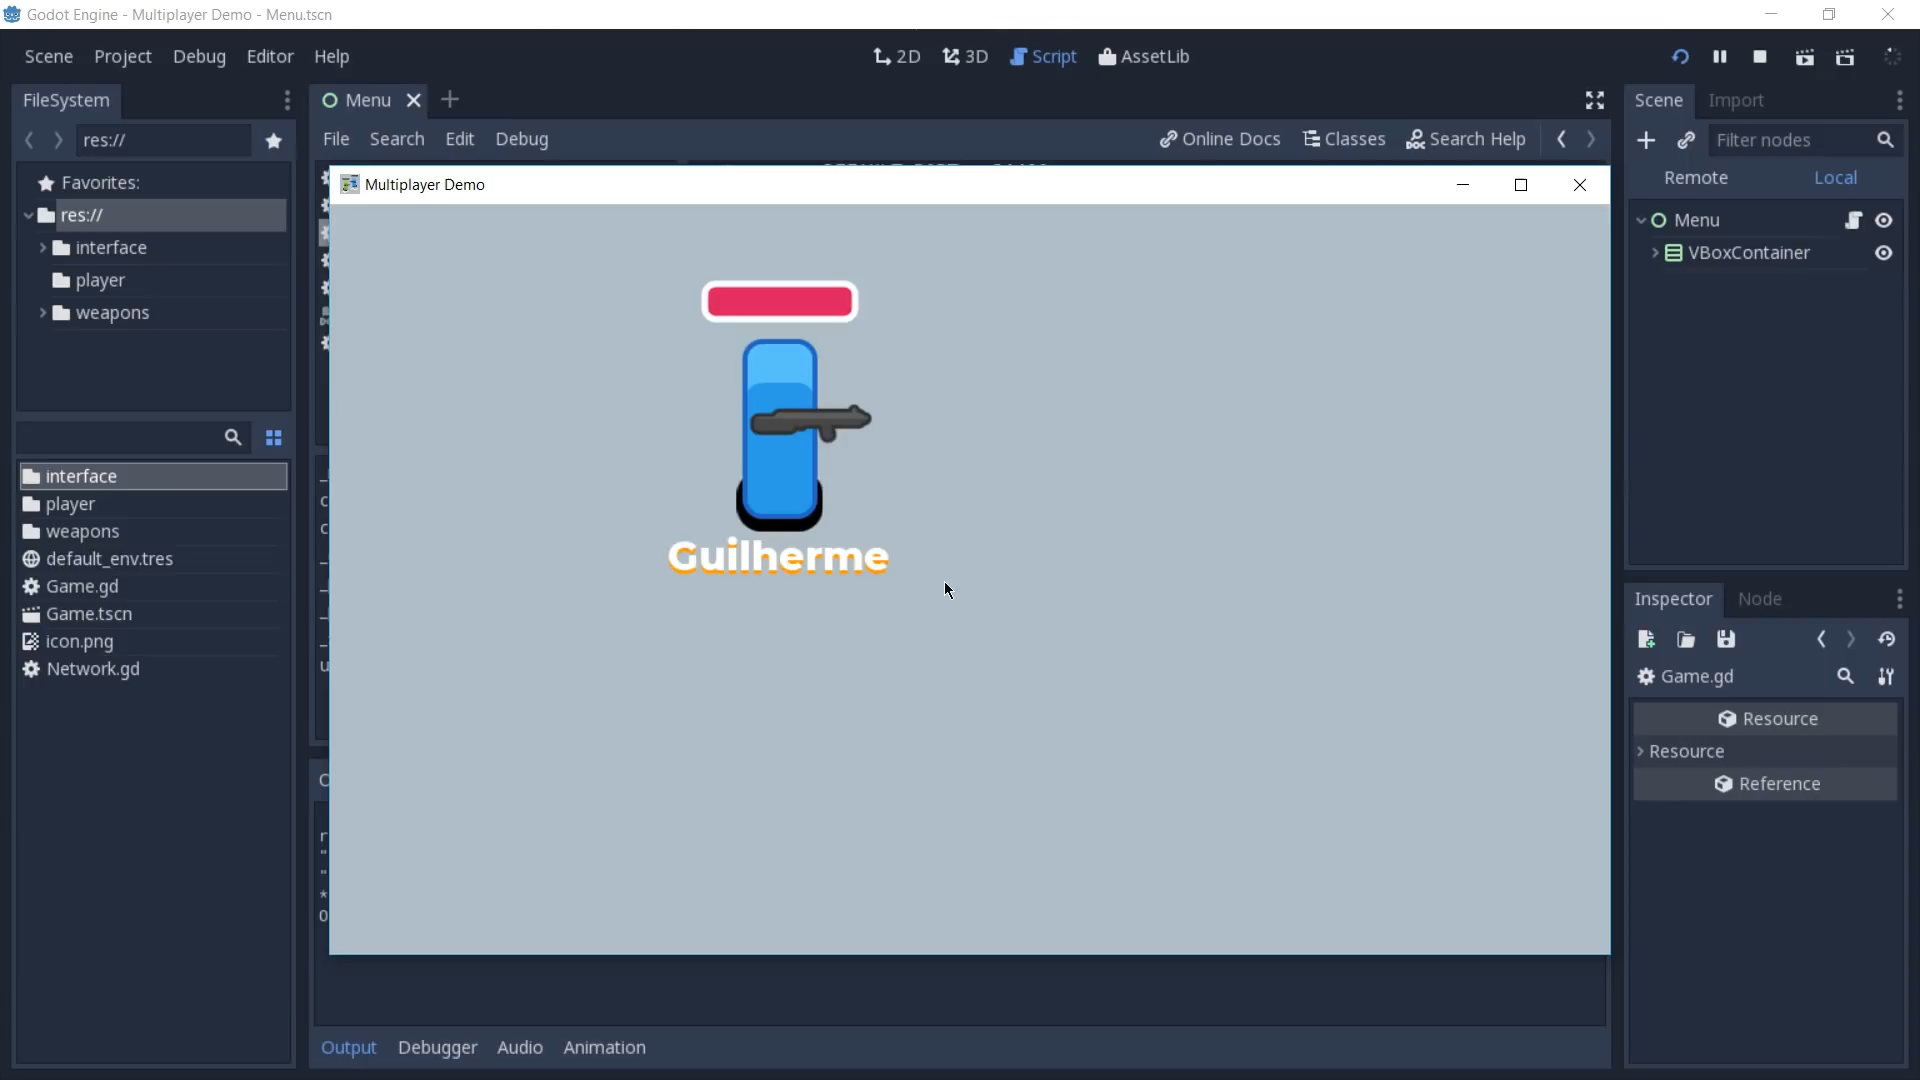 Godot Engine - Multiplayer Demo - Menu.tscn
Scene Project Debug Editor Help
2D 3D Script AssetLib
FileSystem
Menu
Scene Import
res://
File Search Edit Debug
Online Docs Classes Search Help
Filter nodes
Remote Local
Favorites:
res://
interface
player
weapons
Multiplayer Demo
Menu
VBoxContainer
Guilherme
interface
player
weapons
default_env.tres
Game.gd
Game.tscn
icon.png
Network.gd
Inspector Node
Game.gd
Resource
Resource
Reference
Output Debugger Audio Animation